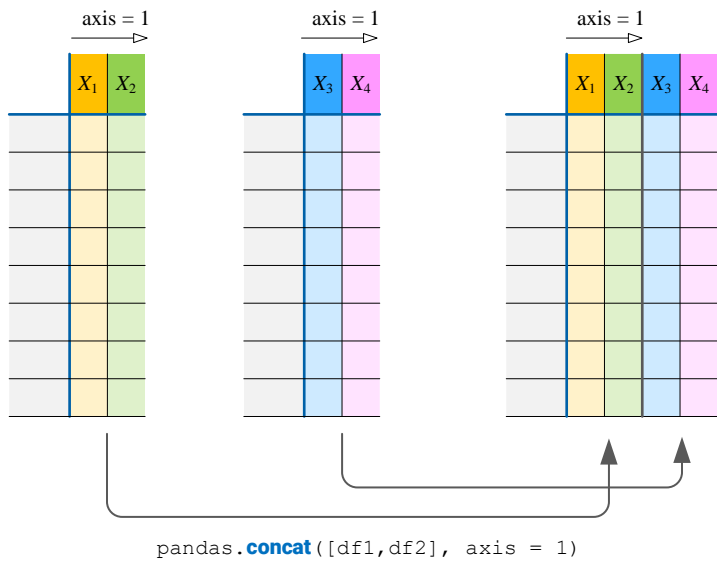 axis = 1
axis = 1
axis = 1
X₁ X₂
X₃ X₄
X₁ X₂ X₃ X₄
pandas.concat([df1,df2], axis = 1)